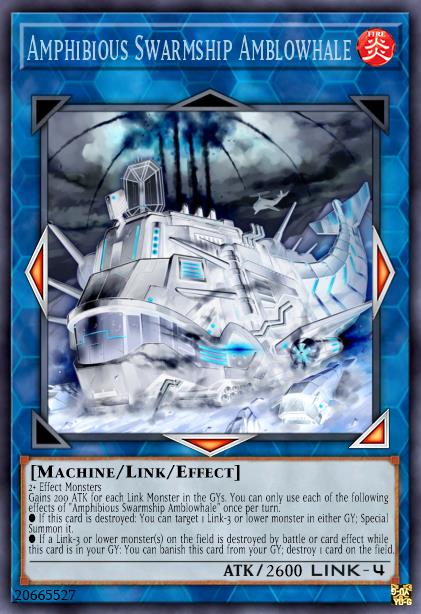 AMPHIBIOUS SWARMSHIP AMBLOWHALE
FIRE
炎
[MACHINE/LINK/EFFECT]
2+ Effect Monsters
Gains 200 ATK for each Link Monster in the GYs. You can only use each of the following
effects of "Amphibious Swarmship Amblowhale" once per turn.
● If this card is destroyed: You can target 1 Link-3 or lower monster in either GY; Special
Summon it.
● If a Link-3 or lower monster(s) on the field is destroyed by battle or card effect while
this card is in your GY: You can banish this card from your GY; destroy 1 card on the field.
ATK/2600 LINK-4
20665527